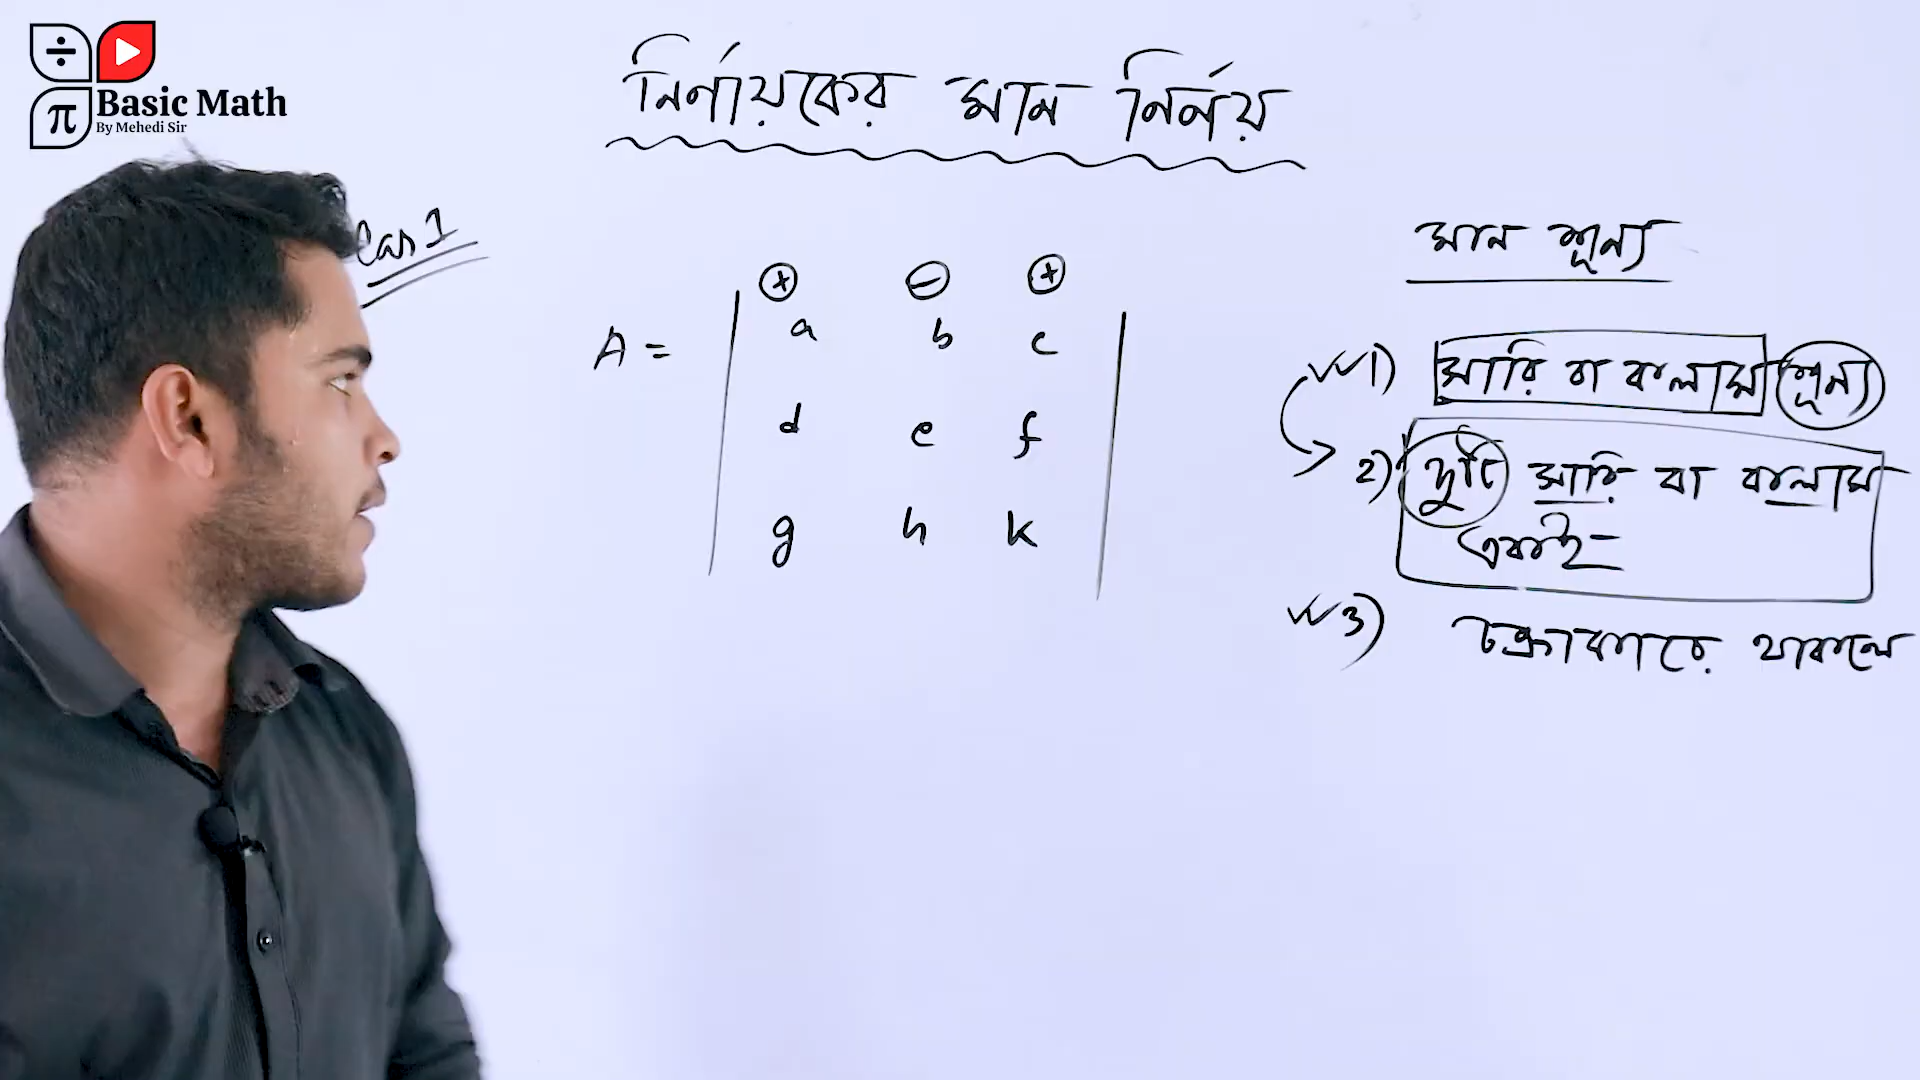 ÷
π
Basic Math
By Mehedi Sir
নির্ণায়কের মান নির্ণয়
+ - +
A = | a b c |
d e f
g h k
মান শূন্য
1) সারি বা কলাম শূন্য
2) দুটি সারি বা কলাম
একই
3) চক্রাকারে থাকলে